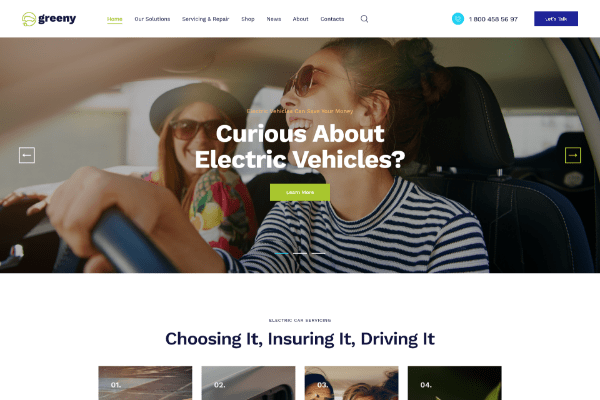 greeny
Home Our Solutions Servicing & Repair Shop News About Contacts
1 800 458 56 97
Let's Talk
Electric Vehicles Can Save Your Money
Curious About
Electric Vehicles?
Learn More
ELECTRIC CAR SERVICING
Choosing It, Insuring It, Driving It
01. 02. 03. 04.